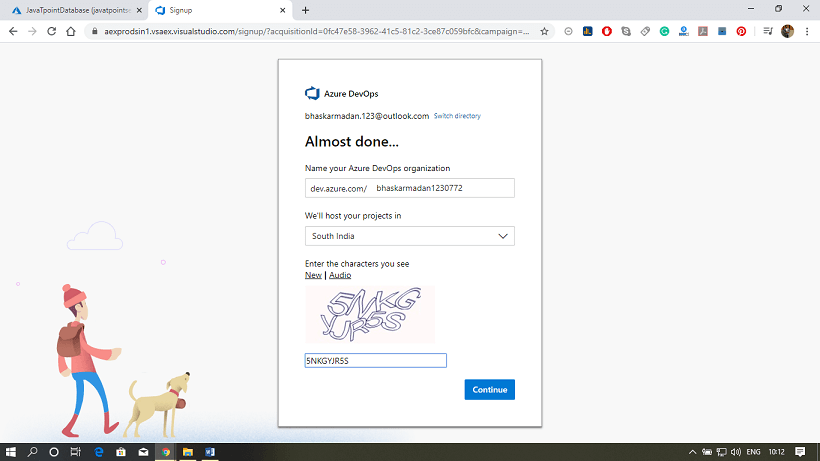 JavaTpointDatabase (javatpointse
Signup
aexprodsin1.vsaex.visualstudio.com/signup/?acquisitionId=0fc47e58-3962-41c5-81c2-3ce87c059bfc&campaign=...
Azure DevOps
bhaskarmadan.123@outlook.com Switch directory
Almost done...
Name your Azure DevOps organization
dev.azure.com/ bhaskarmadan1230772
We'll host your projects in
South India
Enter the characters you see
New | Audio
5NKG
YJR5S
5NKGYJR5S
Continue
ENG 10:12